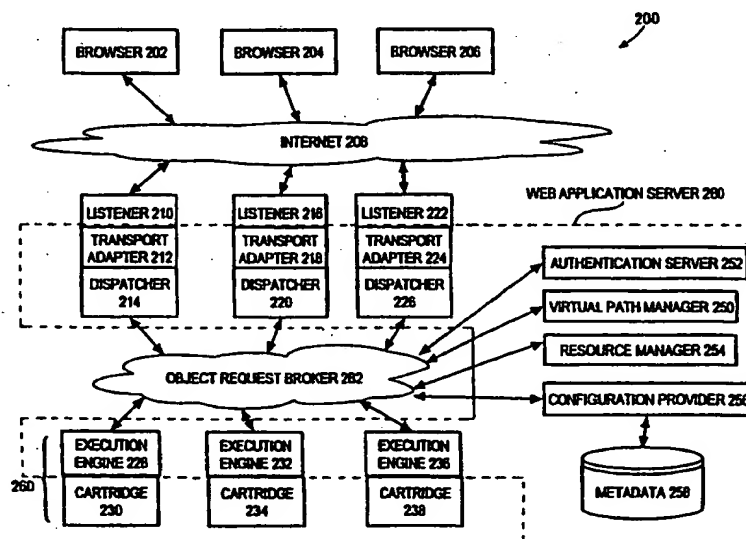 200
BROWSER 202
BROWSER 204
BROWSER 206
INTERNET 208
WEB APPLICATION SERVER 280
LISTENER 210
LISTENER 216
LISTENER 222
TRANSPORT
ADAPTER 212
TRANSPORT
ADAPTER 218
TRANSPORT
ADAPTER 224
DISPATCHER
214
DISPATCHER
220
DISPATCHER
226
AUTHENTICATION SERVER 252
VIRTUAL PATH MANAGER 250
RESOURCE MANAGER 254
CONFIGURATION PROVIDER 256
OBJECT REQUEST BROKER 282
EXECUTION
ENGINE 228
EXECUTION
ENGINE 232
EXECUTION
ENGINE 236
260
CARTRIDGE
230
CARTRIDGE
234
CARTRIDGE
238
METADATA 258